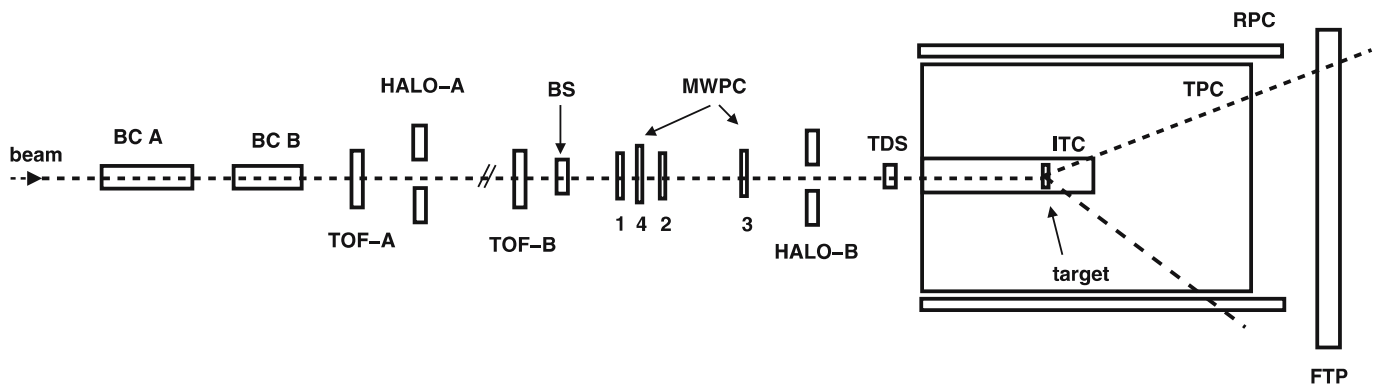 RPC
HALO–A
BS
MWPC
TPC
BC A
BC B
TDS
ITC
beam
1
4
2
3
TOF–A
TOF–B
HALO–B
target
FTP